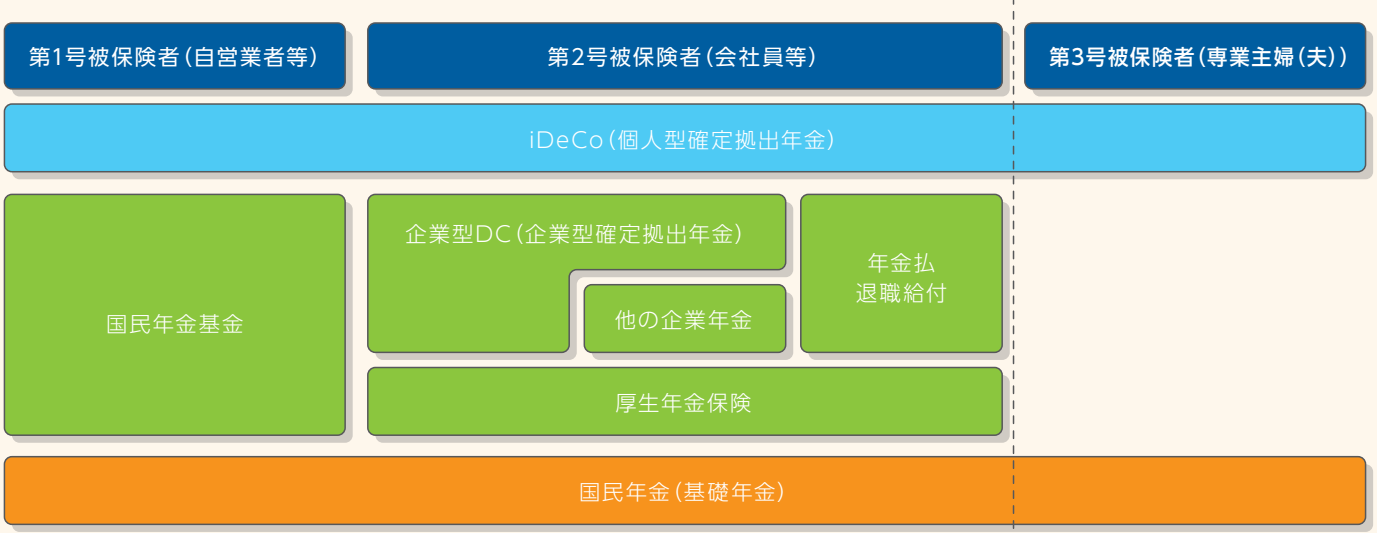 第1号被保険者(自営業者等)
第2号被保険者(会社員等)
第3号被保険者(専業主婦(夫))
iDeCo(個人型確定拠出年金)
国民年金基金
企業型DC(企業型確定拠出年金)
他の企業年金
年金払
退職給付
厚生年金保険
国民年金(基礎年金)